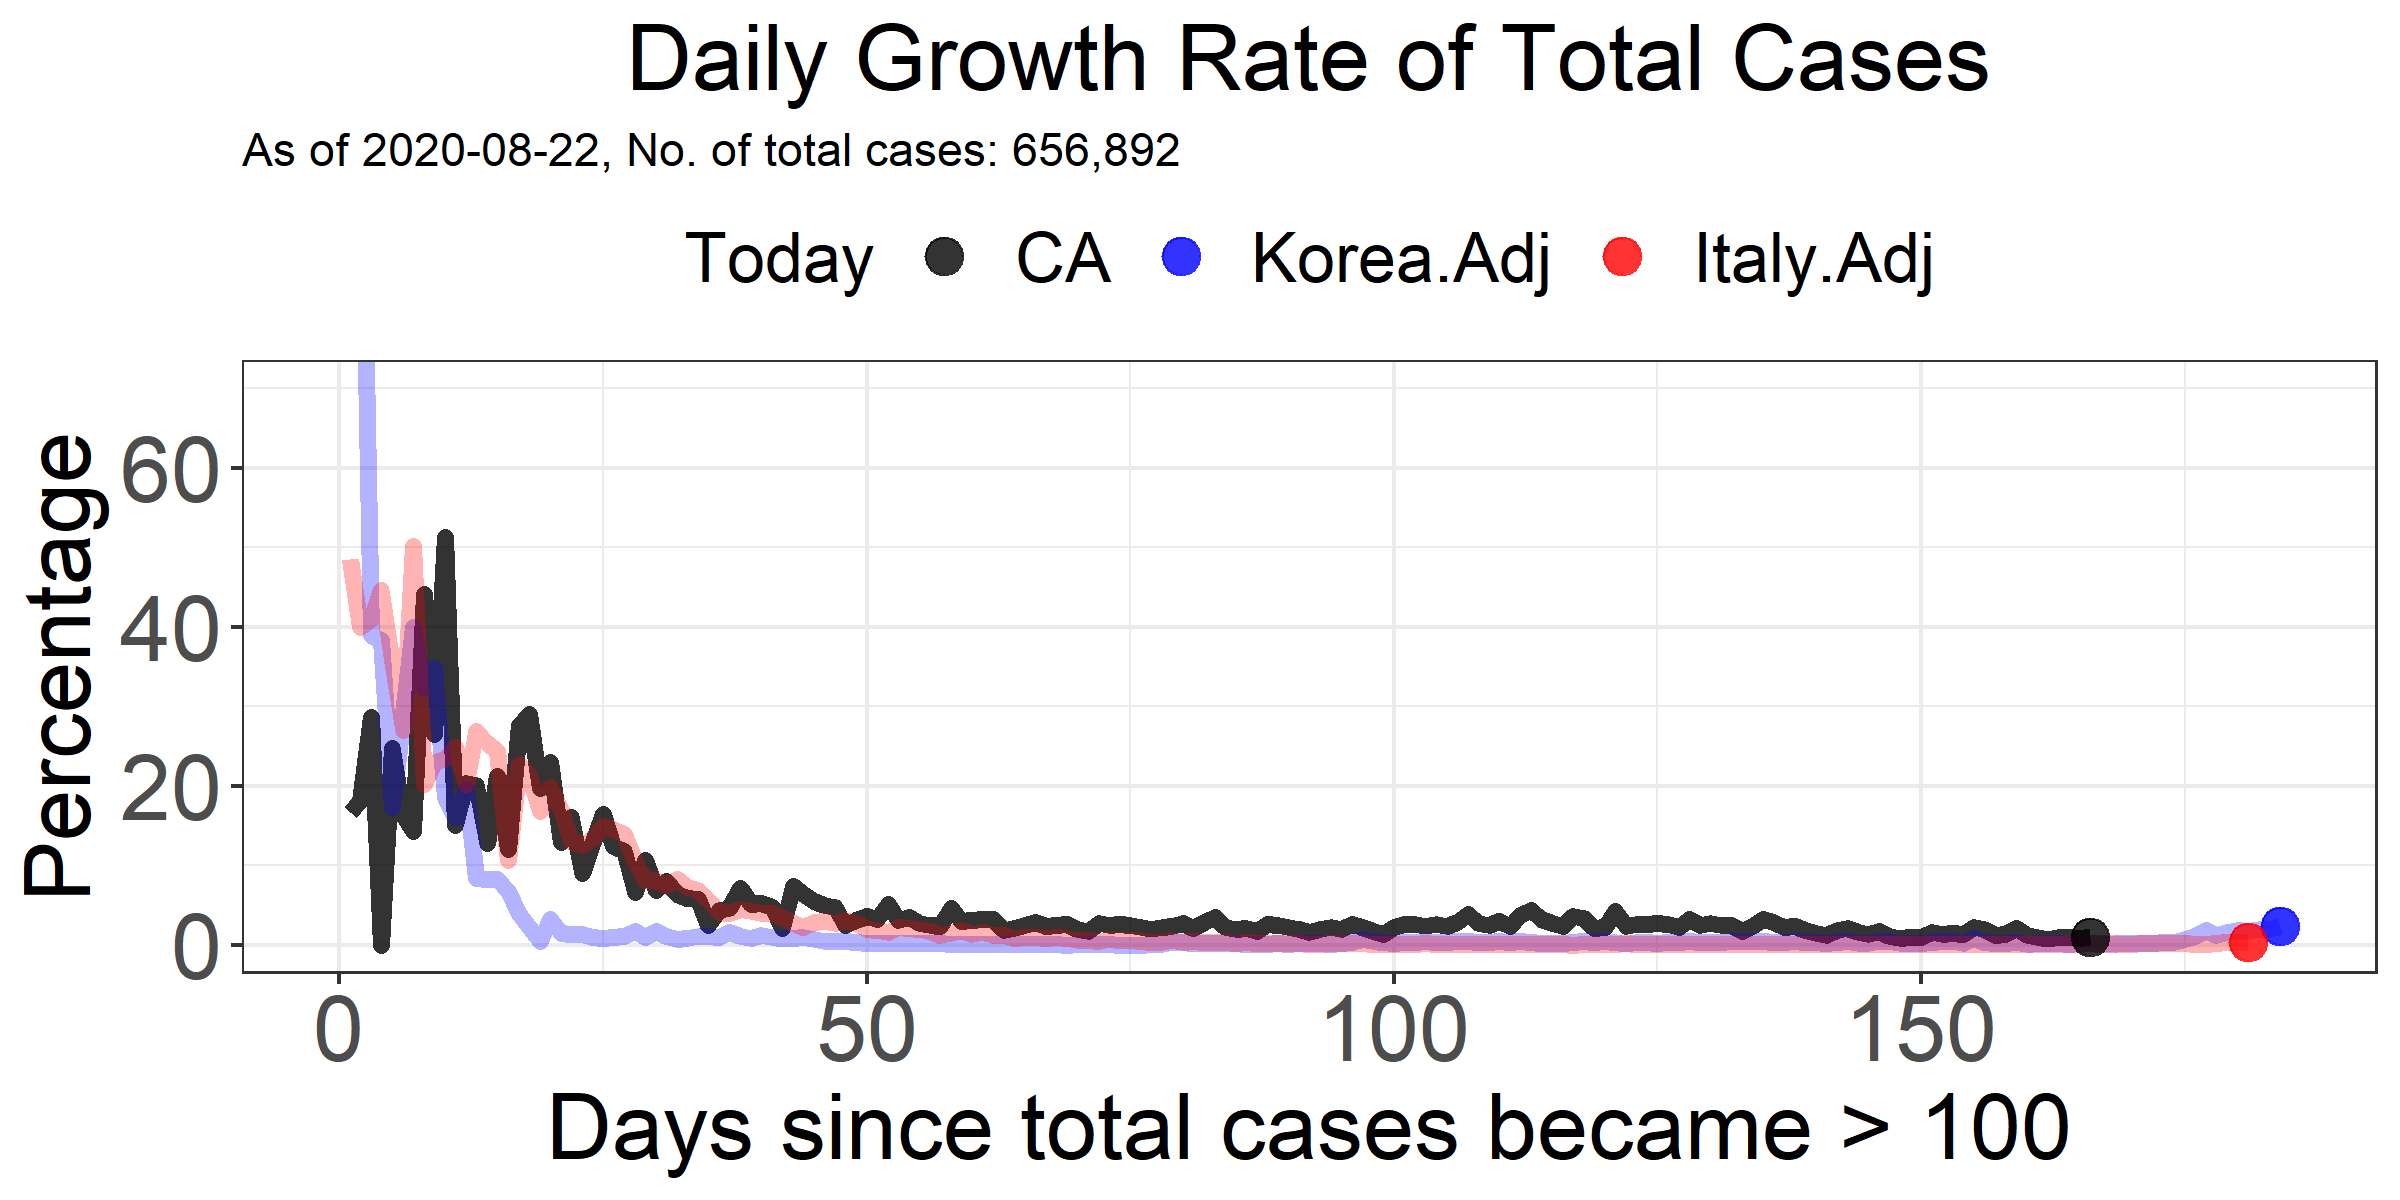 Daily Growth Rate of Total Cases
As of 2020-08-22, No. of total cases: 656,892
Today CA Korea.Adj Italy.Adj
Percentage
60
40
20
0
0 50 100 150
Days since total cases became > 100